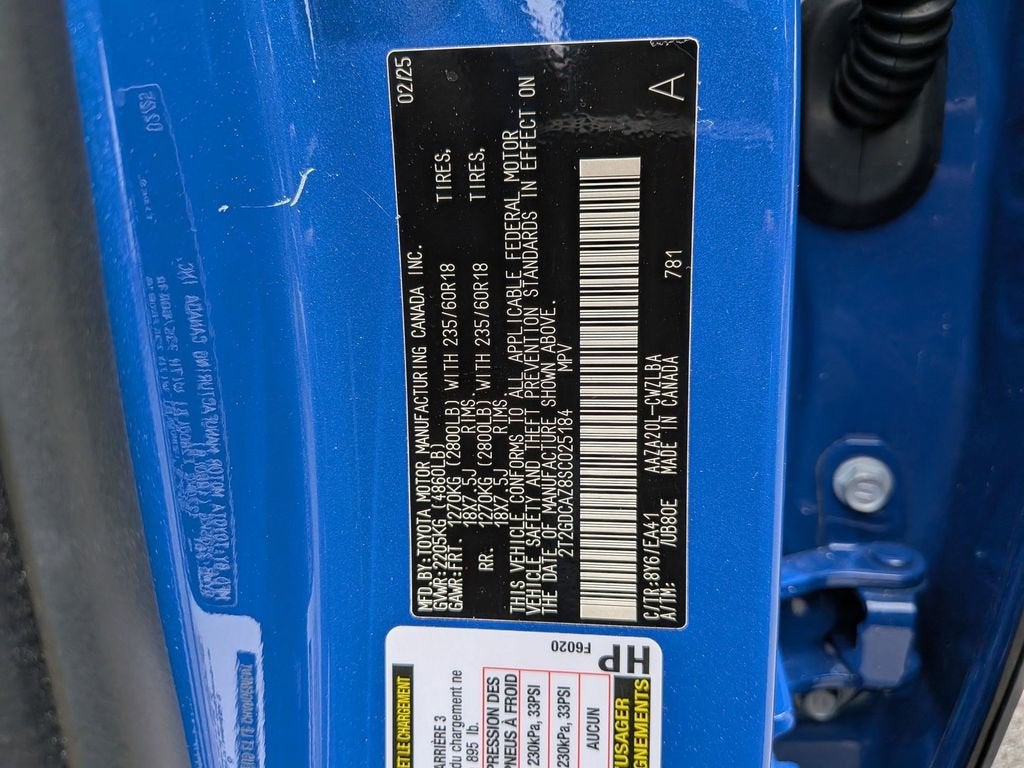 MFD.BY:TOYOTA MOTOR MANUFACTURING CANADA INC. 02/25
GVWR:2205KG (4860LB)
GAWR:FRT. 1270KG (2800LB) WITH 235/60R18 TIRES,
18X7.5J RIMS.
RR. 1270KG (2800LB) WITH 235/60R18 TIRES,
18X7.5J RIMS.
THIS VEHICLE CONFORMS TO ALL APPLICABLE FEDERAL MOTOR
VEHICLE SAFETY AND THEFT PREVENTION STANDARDS IN EFFECT ON
THE DATE OF MANUFACTURE SHOWN ABOVE.
2T2GDCAZ8SC025184 MPV
C/TR:8Y6/EA41 AAZA20L-CWZLBA 781
A/TM: /UB80E MADE IN CANADA A
ET LE CHARGEMENT
ARRIÈRE 3
du chargement ne
895 lb.
PRESSION DES
PNEUS À FROID
230kPa, 33PSI
230kPa, 33PSI
AUCUN
F6020
HP